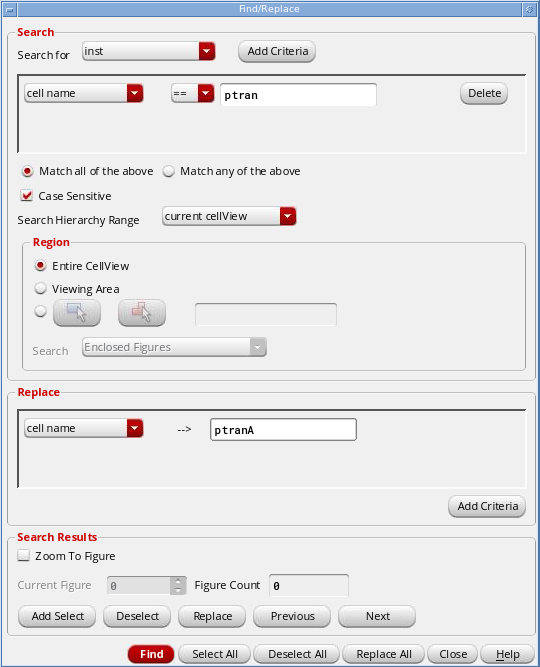 Find/Replace
Search
Search for inst Add Criteria
cell name == ptran Delete
Match all of the above Match any of the above
Case Sensitive
Search Hierarchy Range current cellView
Region
Entire CellView
Viewing Area
Search Enclosed Figures
Replace
cell name --> ptranA
Add Criteria
Search Results
Zoom To Figure
Current Figure 0 Figure Count 0
Add Select Deselect Replace Previous Next
Find Select All Deselect All Replace All Close Help